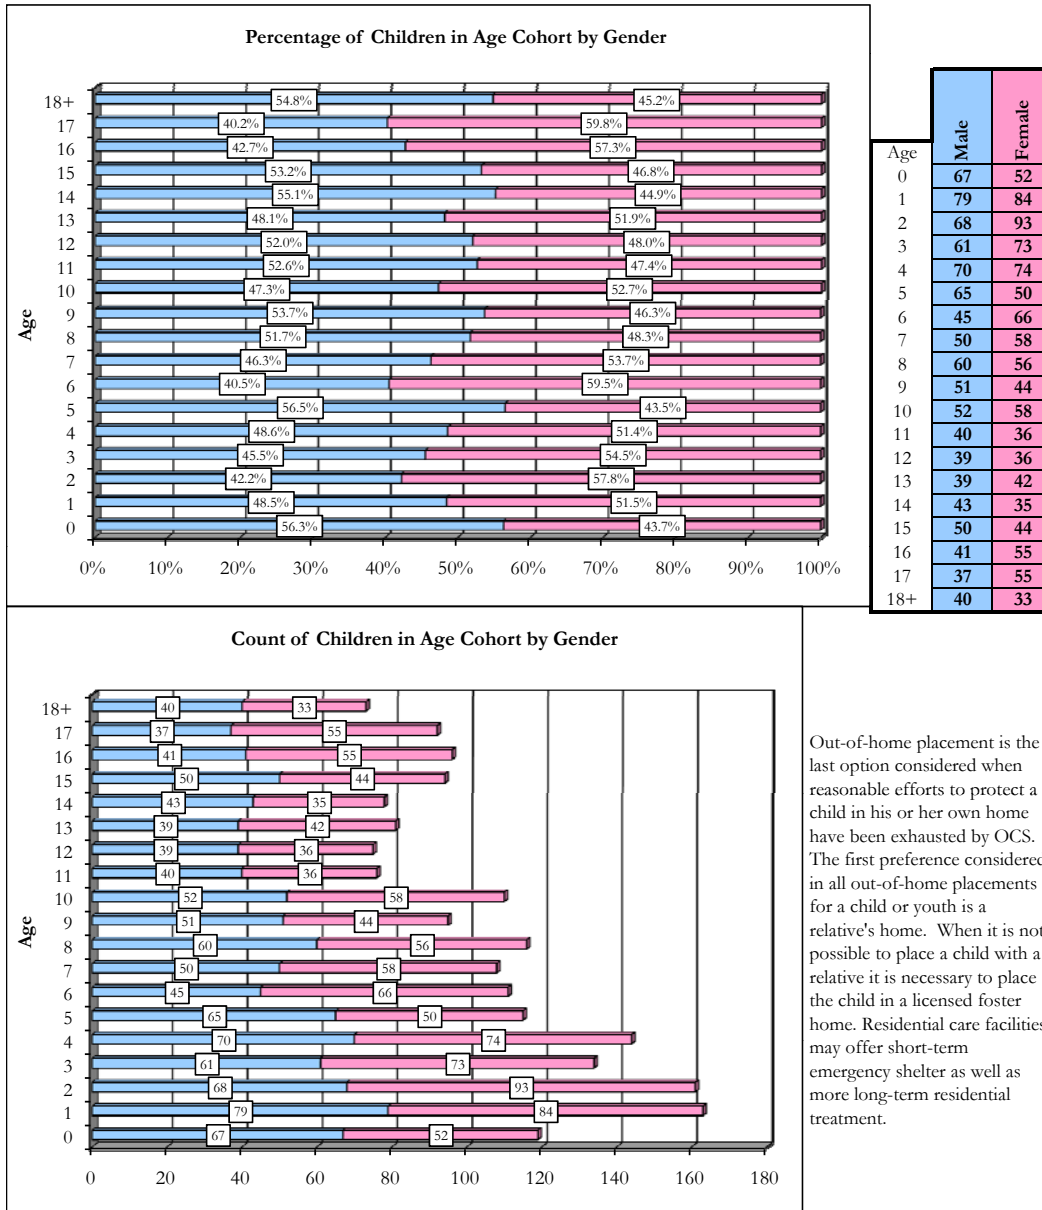 Percentage of Children in Age Cohort by Gender
Age
18+ 54.8% 45.2%
17 40.2% 59.8%
16 42.7% 57.3%
15 53.2% 46.8%
14 55.1% 44.9%
13 48.1% 51.9%
12 52.0% 48.0%
11 52.6% 47.4%
10 47.3% 52.7%
9 53.7% 46.3%
8 51.7% 48.3%
7 46.3% 53.7%
6 40.5% 59.5%
5 56.5% 43.5%
4 48.6% 51.4%
3 45.5% 54.5%
2 42.2% 57.8%
1 48.5% 51.5%
0 56.3% 43.7%
0% 10% 20% 30% 40% 50% 60% 70% 80% 90% 100%
Age Male Female
0 67 52
1 79 84
2 68 93
3 61 73
4 70 74
5 65 50
6 45 66
7 50 58
8 60 56
9 51 44
10 52 58
11 40 36
12 39 36
13 39 42
14 43 35
15 50 44
16 41 55
17 37 55
18+ 40 33
Count of Children in Age Cohort by Gender
Age
18+ 40 33
17 37 55
16 41 55
15 50 44
14 43 35
13 39 42
12 39 36
11 40 36
10 52 58
9 51 44
8 60 56
7 50 58
6 45 66
5 65 50
4 70 74
3 61 73
2 68 93
1 79 84
0 67 52
0 20 40 60 80 100 120 140 160 180
Out-of-home placement is the
last option considered when
reasonable efforts to protect a
child in his or her own home
have been exhausted by OCS.
The first preference considered
in all out-of-home placements
for a child or youth is a
relative's home. When it is not
possible to place a child with a
relative it is necessary to place
the child in a licensed foster
home. Residential care facilities
may offer short-term
emergency shelter as well as
more long-term residential
treatment.